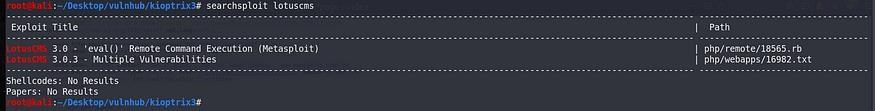 root@kali:~/Desktop/vulnhub/kioptrix3# searchsploit lotuscms
Exploit Title | Path
LotusCMS 3.0 - 'eval()' Remote Command Execution (Metasploit) | php/remote/18565.rb
LotusCMS 3.0.3 - Multiple Vulnerabilities | php/webapps/16982.txt
Shellcodes: No Results
Papers: No Results
root@kali:~/Desktop/vulnhub/kioptrix3#